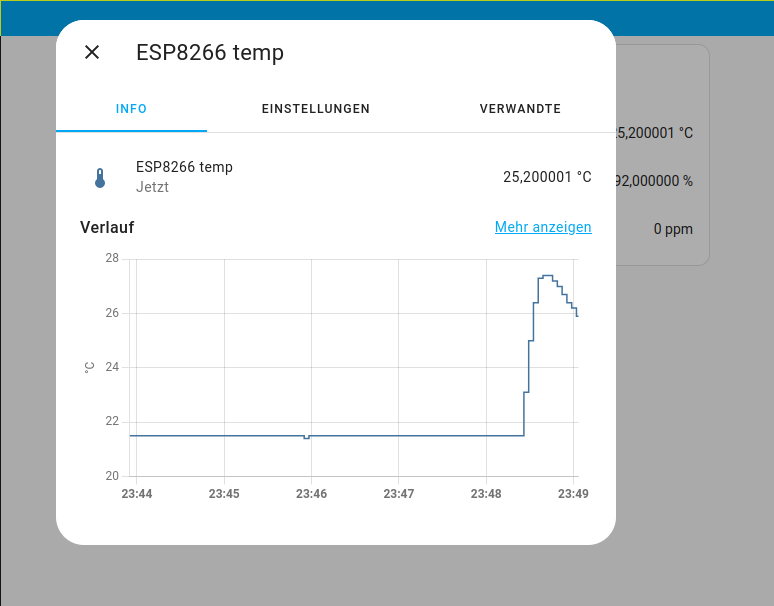 ESP8266 temp
INFO EINSTELLUNGEN VERWANDTE
ESP8266 temp
Jetzt
25,200001 °C
5,200001 °C
92,000000 %
0 ppm
Verlauf
Mehr anzeigen
28
26
24
22
20
°C
23:44 23:45 23:46 23:47 23:48 23:49